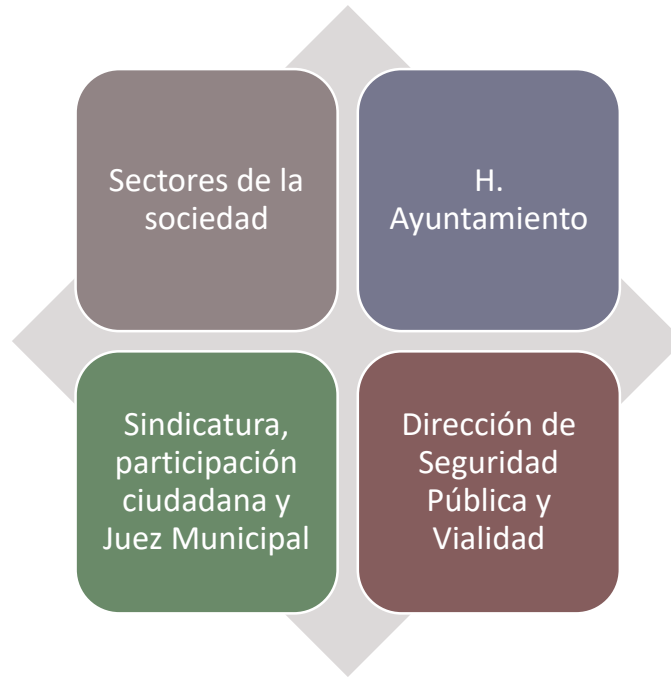 Sectores de la
sociedad
H.
Ayuntamiento
Sindicatura,
participación
ciudadana y
Juez Municipal
Dirección de
Seguridad
Pública y
Vialidad